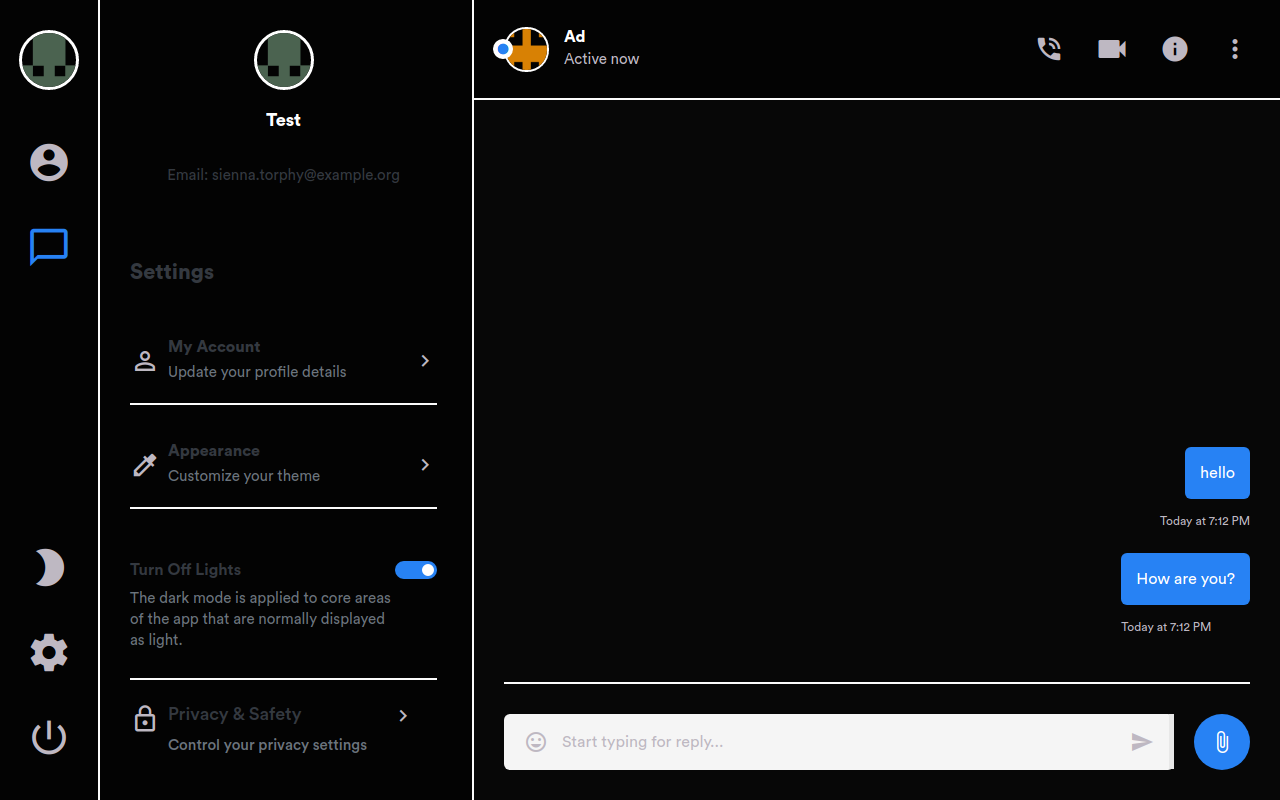 Test
Email: sienna.torphy@example.org
Settings
My Account
Update your profile details
Appearance
Customize your theme
Turn Off Lights
The dark mode is applied to core areas
of the app that are normally displayed
as light.
Privacy & Safety
Control your privacy settings
Ad
Active now
hello
Today at 7:12 PM
How are you?
Today at 7:12 PM
Start typing for reply...